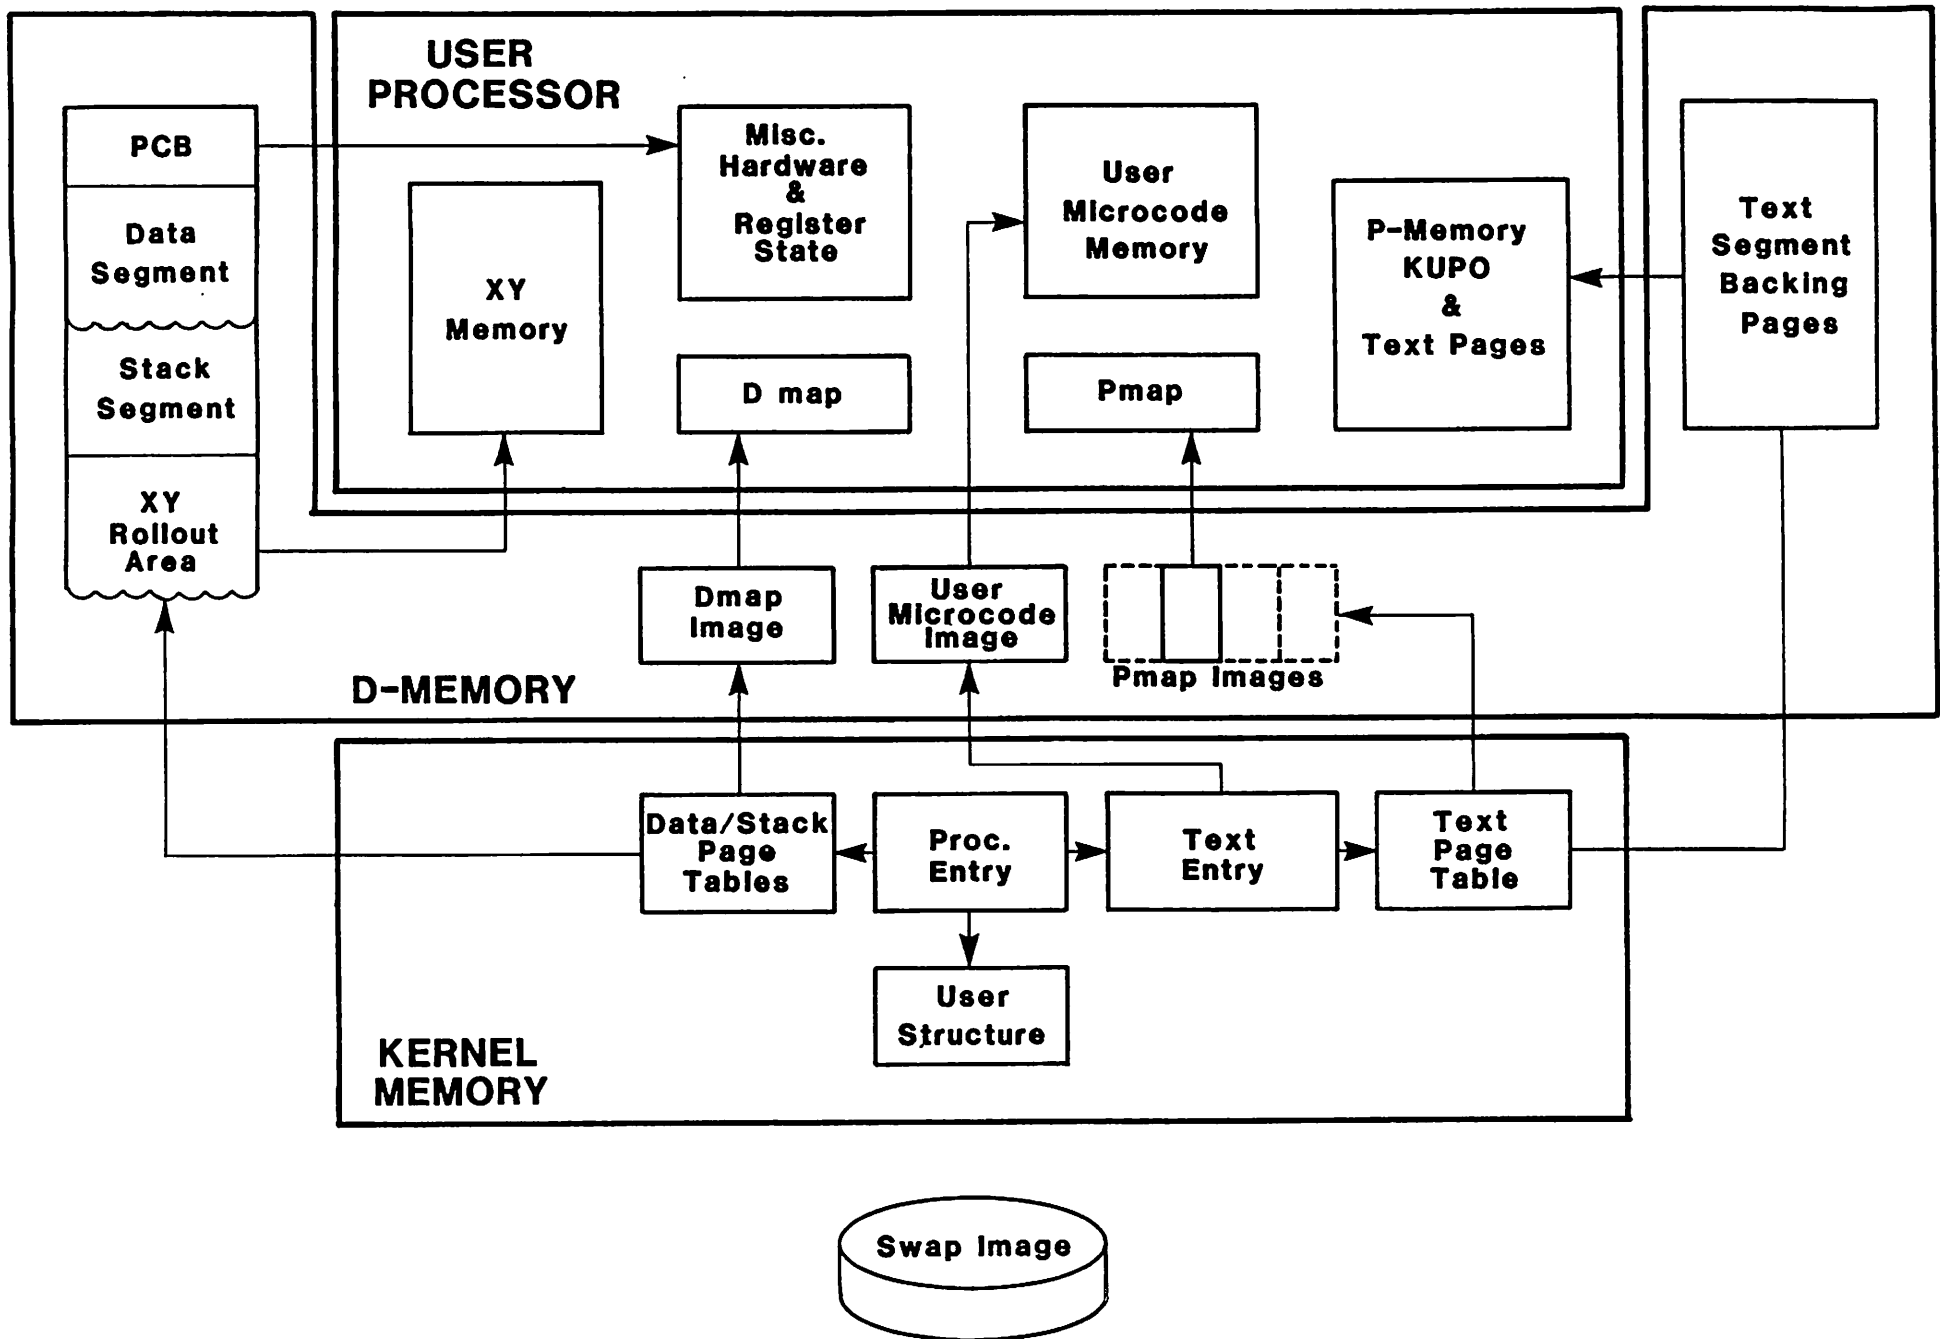 USER
PROCESSOR
PCB
Data
Segment
Stack
Segment
XY
Rollout
Area
XY
Memory
Misc.
Hardware
&
Register
State
D map
User
Microcode
Memory
Pmap
P-Memory
KUPO
&
Text Pages
Text
Segment
Backing
Pages
Dmap
Image
User
Microcode
Image
Pmap Images
D-MEMORY
Data/Stack
Page
Tables
Proc.
Entry
Text
Entry
Text
Page
Table
User
Structure
KERNEL
MEMORY
Swap Image